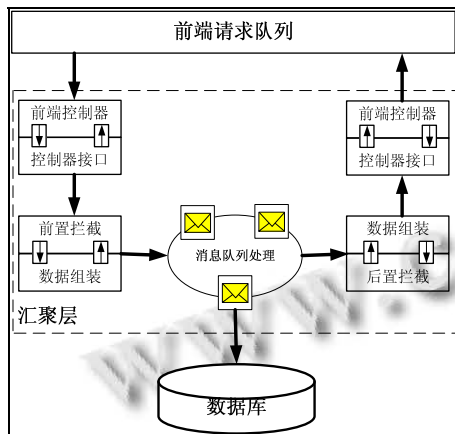 前端请求队列
前端控制器
控制器接口
前端控制器
控制器接口
前置拦截
数据组装
消息队列处理
数据组装
后置拦截
汇聚层
数据库
www.c